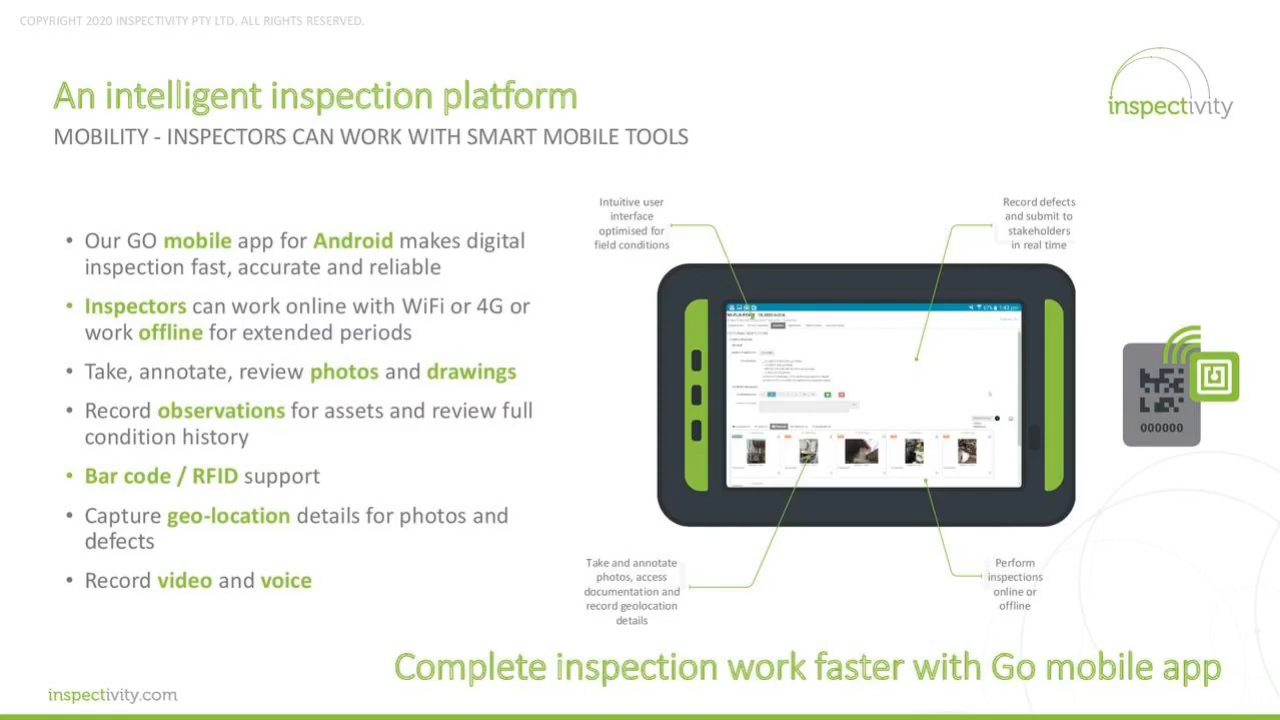 COPYRIGHT 2020 INSPECTIVITY PTY LTD. ALL RIGHTS RESERVED.
An intelligent inspection platform
inspectivity
MOBILITY - INSPECTORS CAN WORK WITH SMART MOBILE TOOLS
• Our GO mobile app for Android makes digital
inspection fast, accurate and reliable
• Inspectors can work online with WiFi or 4G or
work offline for extended periods
• Take, annotate, review photos and drawings
• Record observations for assets and review full
condition history
• Bar code / RFID support
• Capture geo-location details for photos and
defects
• Record video and voice
Intuitive user
interface
optimised for
field conditions
Record defects
and submit to
stakeholders
in real time
000000
Take and annotate
photos, access
documentation and
record geolocation
details
Perform
inspections
online or
offline
Complete inspection work faster with Go mobile app
inspectivity.com